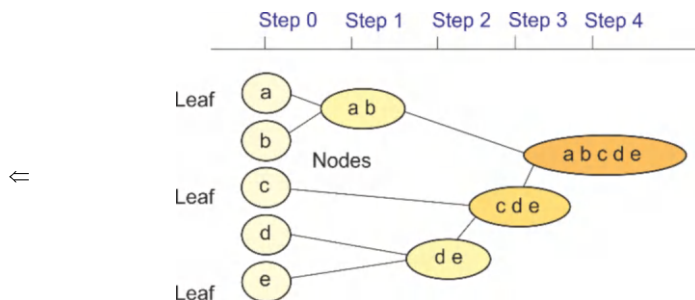 Step 0 Step 1 Step 2 Step 3 Step 4
Leaf a
a b
b
a b c d e
Nodes
⇐
Leaf c
c d e
d
d e
Leaf e